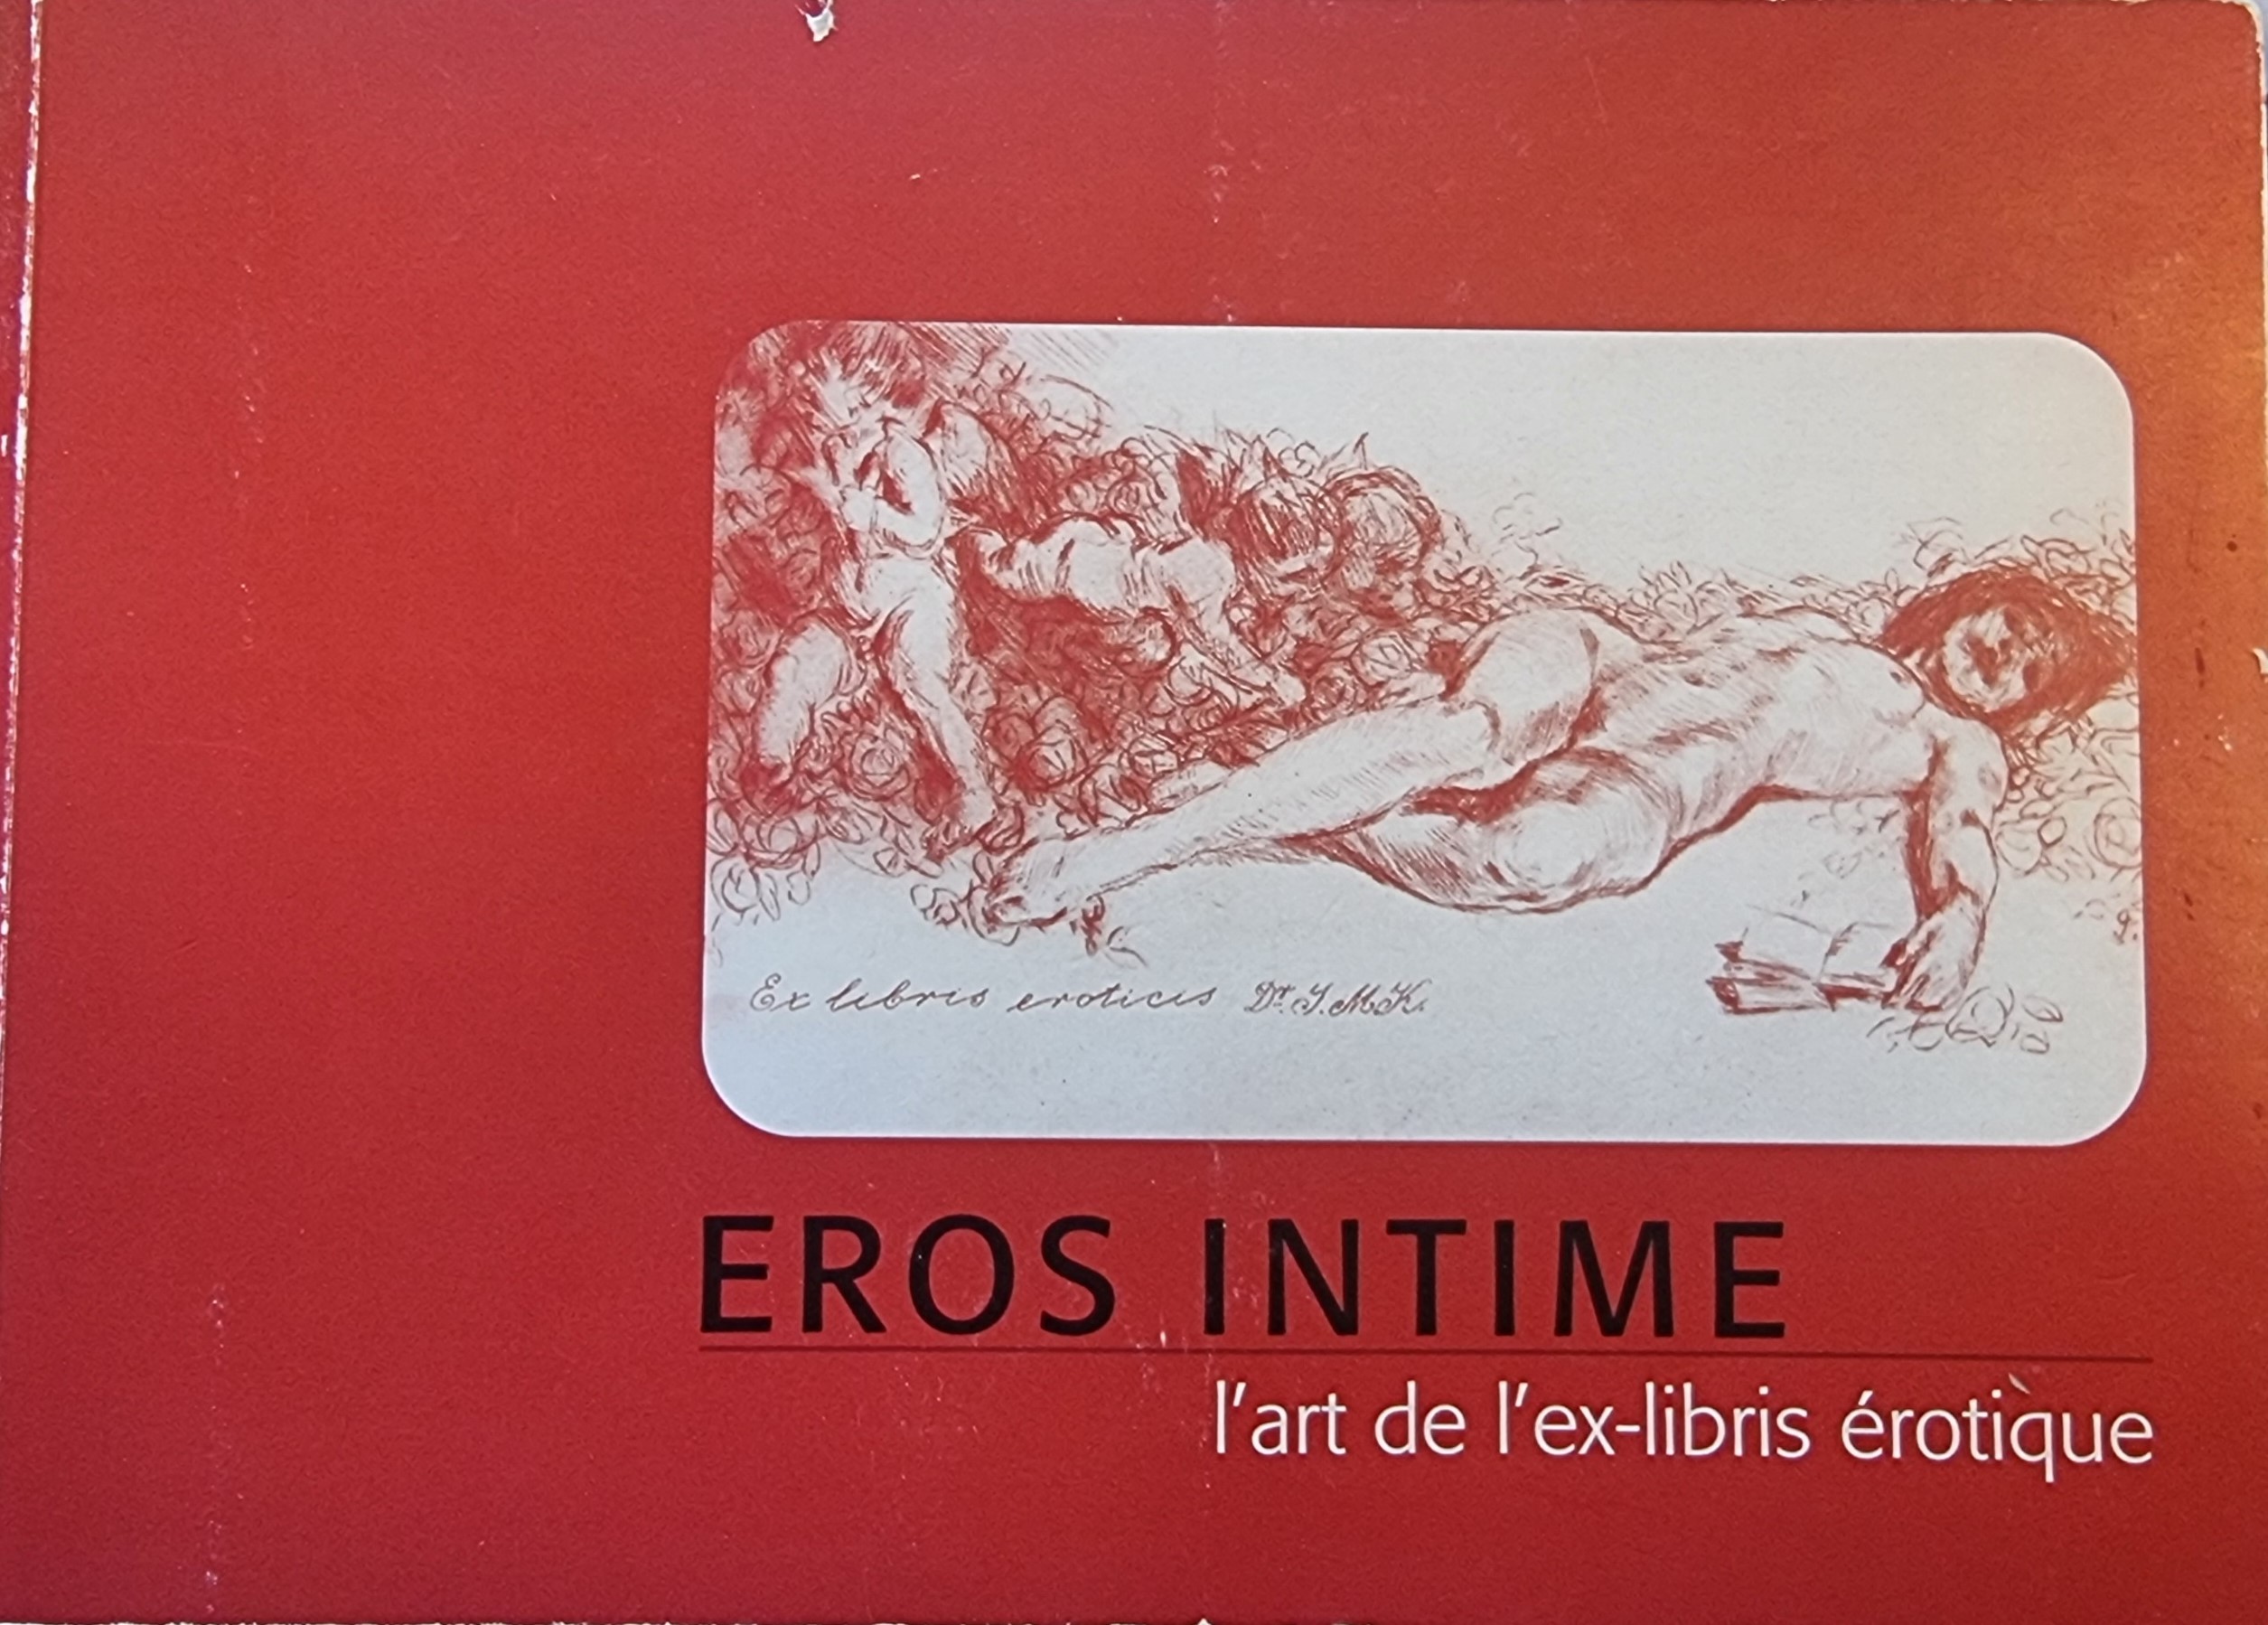 Ex libris eroticis Dr. J. M. K.
EROS INTIME
l'art de l'ex-libris érotique